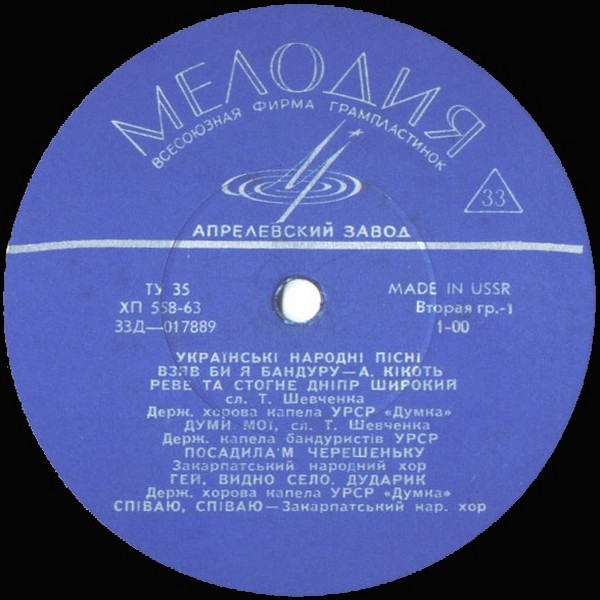 МЕЛОДИЯ
ВСЕСОЮЗНАЯ ФИРМА ГРАМПЛАСТИНОК
33
АПРЕЛЕВСКИЙ ЗАВОД
ТУ 35
ХП 558-63
33Д—017889
MADE IN USSR
Вторая гр.-1
1-00
УКРАЇНСЬКІ НАРОДНІ ПІСНІ
ВЗЯВ БИ Я БАНДУРУ—А. КІКОТЬ
РЕВЕ ТА СТОГНЕ ДНІПР ШИРОКИЙ
сл. Т. Шевченка
Держ. хорова капела УРСР «Думка»
ДУМИ МОЇ, сл. Т. Шевченка
Держ. капела бандуристів УРСР
ПОСАДИЛА'М ЧЕРЕШЕНЬКУ
Закарпатський народний хор
ГЕЙ, ВИДНО СЕЛО. ДУДАРИК
Держ. хорова капела УРСР «Думка»
СПІВАЮ, СПІВАЮ—Закарпатський нар. хор